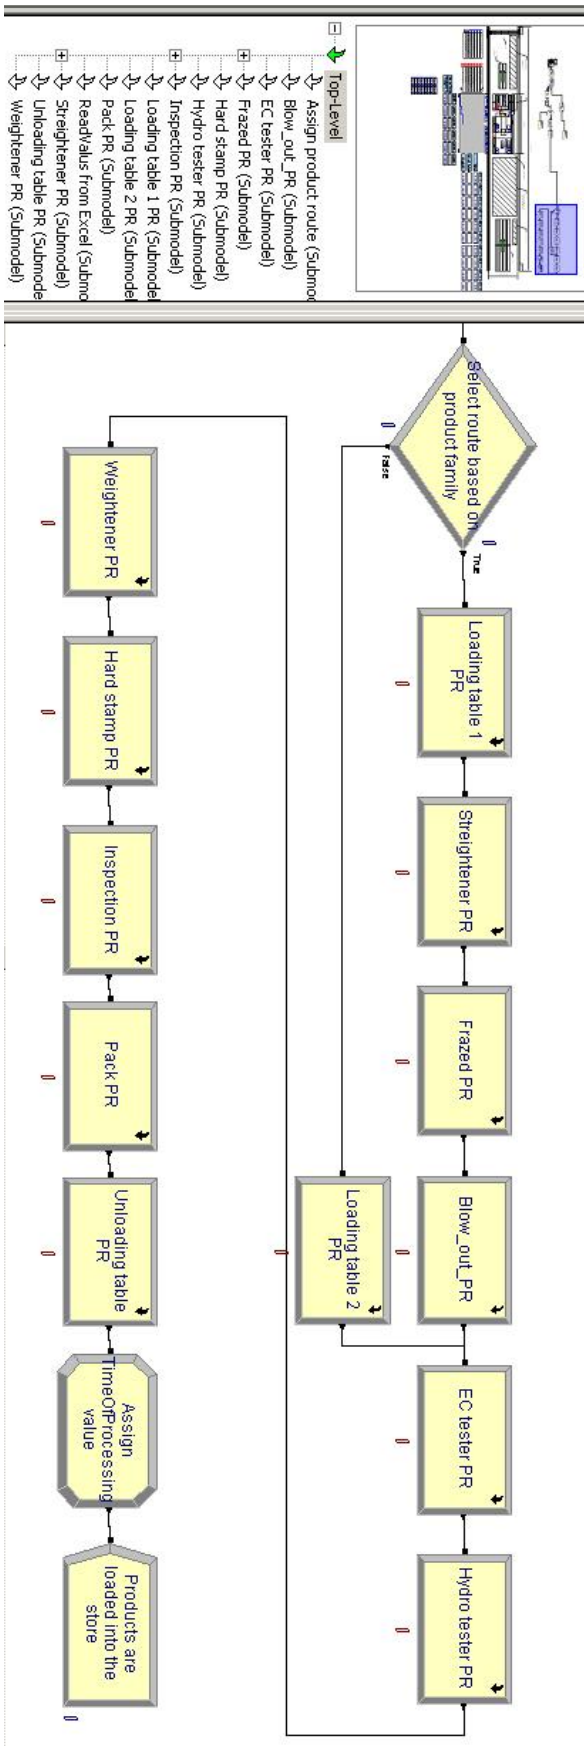 Top-Level
Assign product route (Submo
Blow_out_PR (Submodel)
EC tester PR (Submodel)
Frazed PR (Submodel)
Hard stamp PR (Submodel)
Hydro tester PR (Submodel)
Inspection PR (Submodel)
Loading table 1 PR (Submodel
Loading table 2 PR (Submodel
Pack PR (Submodel)
ReadValus from Excel (Submo
Streightener PR (Submodel)
Unloading table PR (Submode
Weightener PR (Submodel)
Select route based on
product family
True
False
Loading table 1
PR
Streightener PR
Frazed PR
Blow_out_PR
EC tester PR
Hydro tester PR
Loading table 2
PR
Weightener PR
Hard stamp PR
Inspection PR
Pack PR
Unloading table
PR
Assign
TimeOfProcessing
value
Products are
loaded into the
store